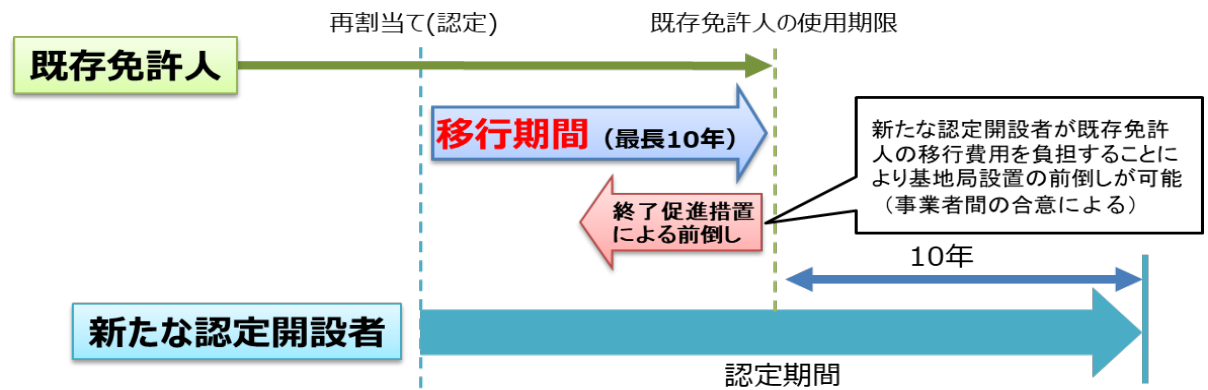 再割当て(認定)
既存免許人の使用期限
既存免許人
移行期間（最長10年）
新たな認定開設者が既存免許
人の移行費用を負担することに
より基地局設置の前倒しが可能
（事業者間の合意による）
終了促進措置
による前倒し
10年
新たな認定開設者
認定期間